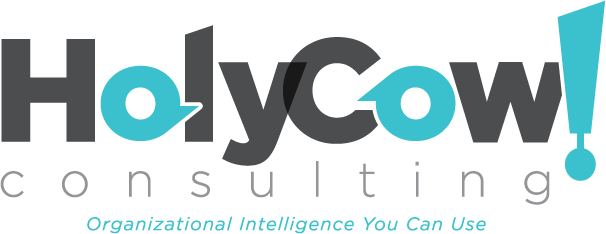 HolyCow!
consulting
Organizational Intelligence You Can Use